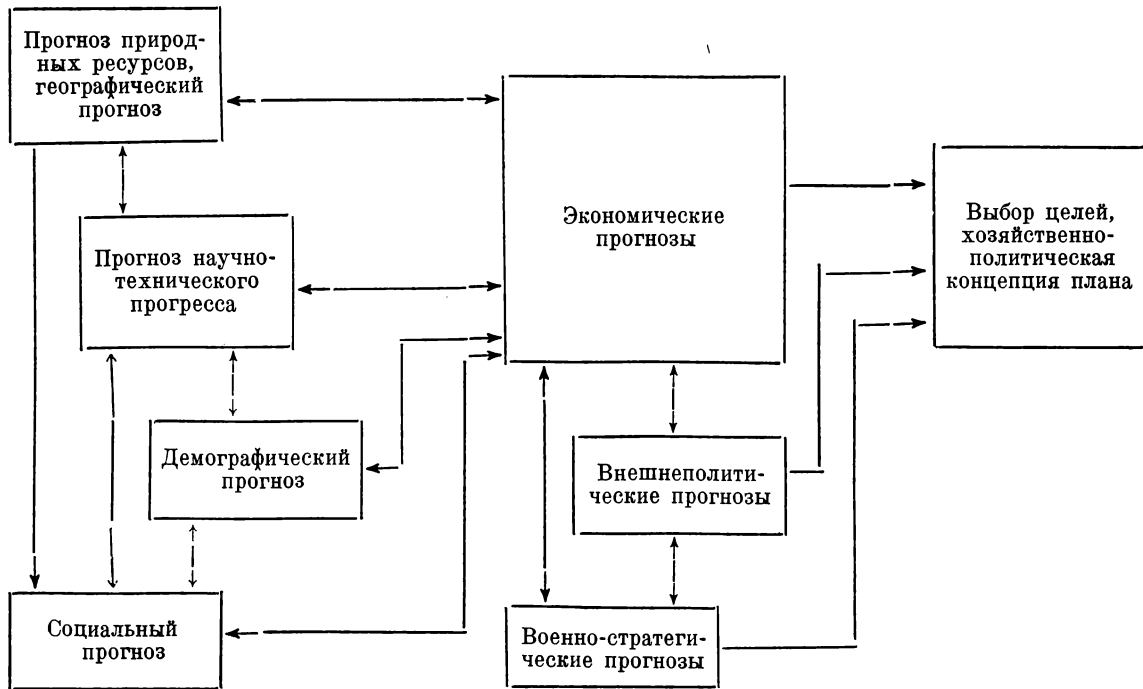 Прогноз природ-
ных ресурсов,
географический
прогноз
Прогноз научно-
технического
прогресса
Демографический
прогноз
Социальный
прогноз
Экономические
прогнозы
Внешнеполити-
ческие прогнозы
Военно-стратеги-
ческие прогнозы
Выбор целей,
хозяйственно-
политическая
концепция плана